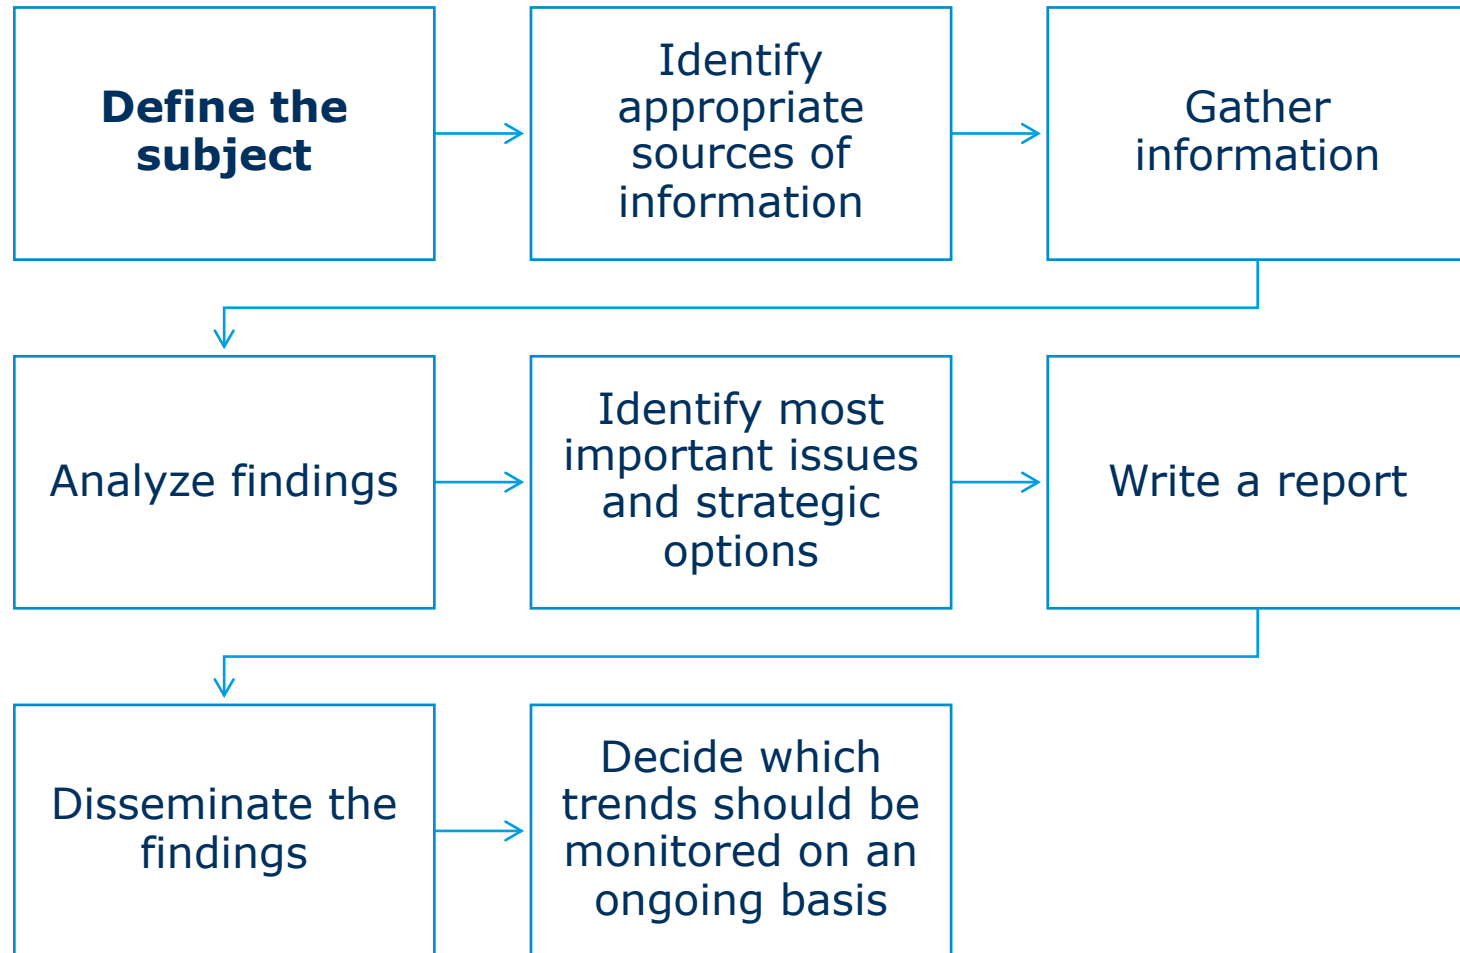 Define the
subject
Identify
appropriate
sources of
information
Gather
information
Analyze findings
Identify most
important issues
and strategic
options
Write a report
Disseminate the
findings
Decide which
trends should be
monitored on an
ongoing basis